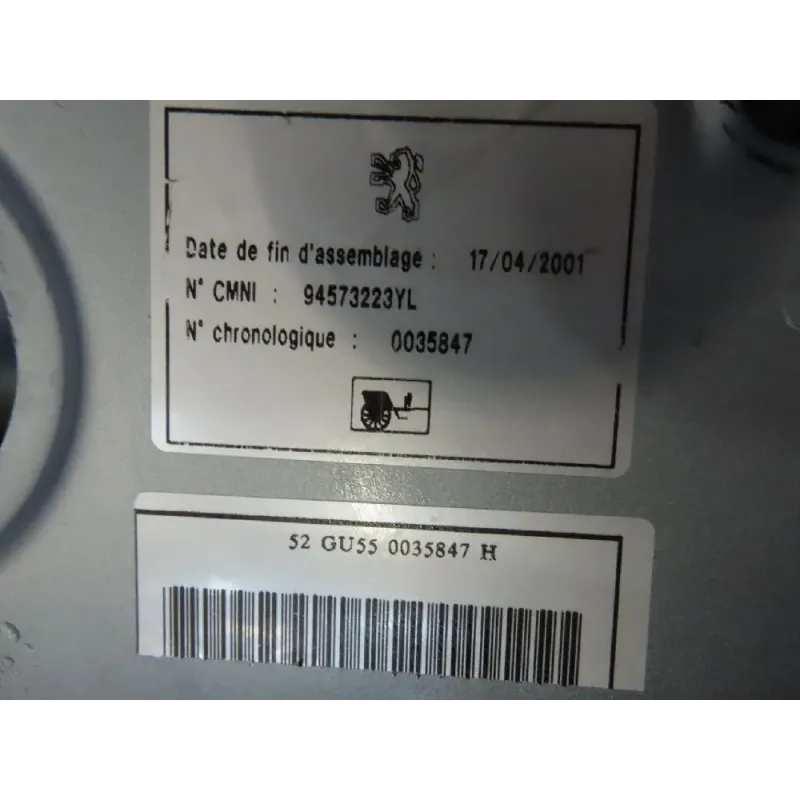 Date de fin d'assemblage : 17/04/2001
N° CMNI : 94573223YL
N° chronologique : 0035847
52 GU55 0035847 H